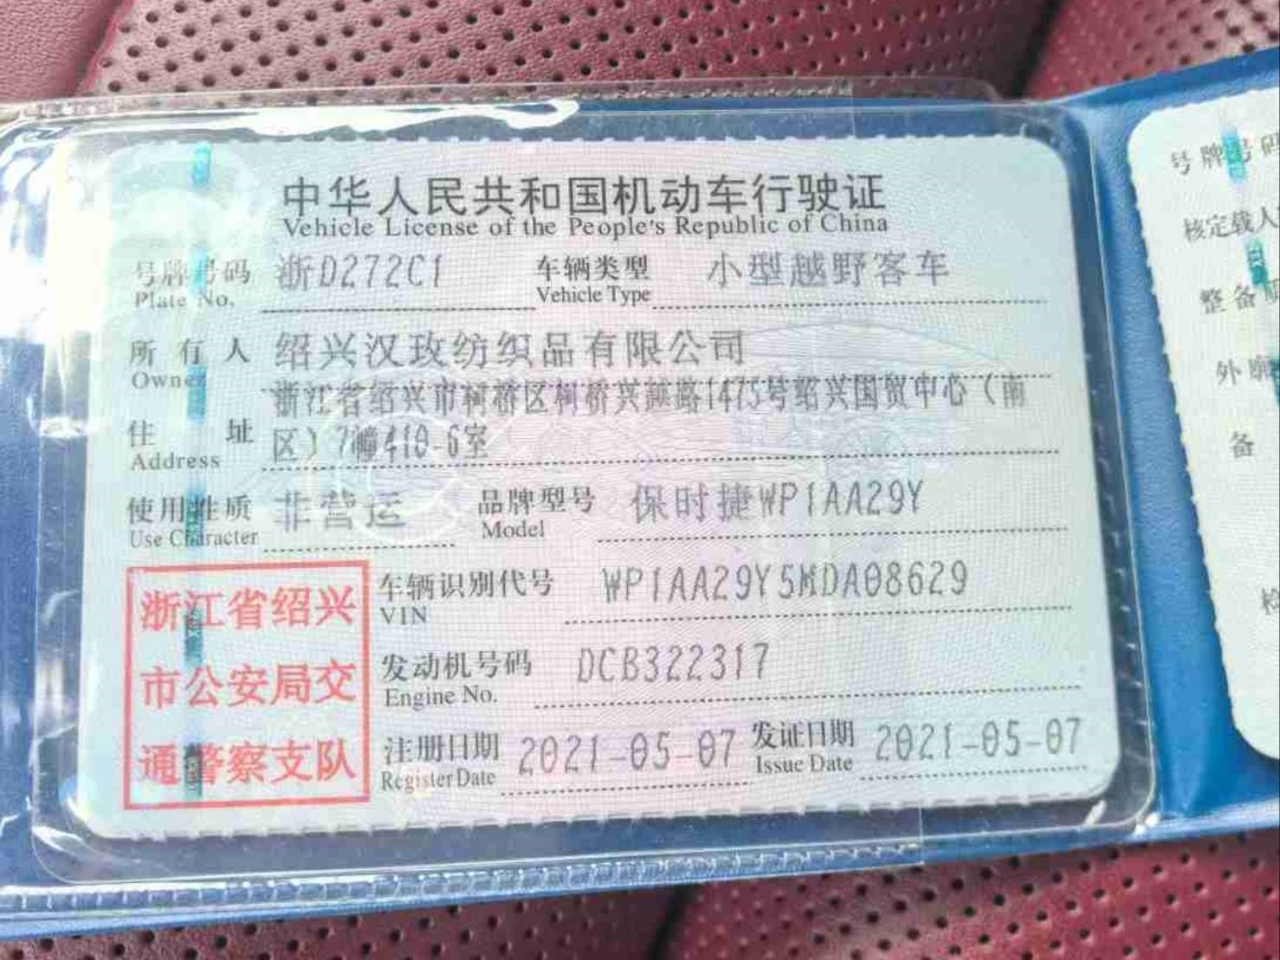 中华人民共和国机动车行驶证
Vehicle License of the People's Republic of China
号牌号码 浙D272C1 车辆类型 小型越野客车
Plate No. Vehicle Type
所有人 绍兴汉玫纺织品有限公司
Owner
浙江省绍兴市柯桥区柯桥兴越路1475号绍兴国贸中心（南
住址 区）7幢410-6室
Address
使用性质 非营运 品牌型号 保时捷WP1AA29Y
Use Character Model
车辆识别代号 WP1AA29Y5MDA08629
VIN
发动机号码 DCB322317
Engine No.
注册日期 2021-05-07 发证日期 2021-05-07
Register Date Issue Date
浙江省绍兴
市公安局交
通警察支队
号牌号码
核定载人
整备
外廓
备